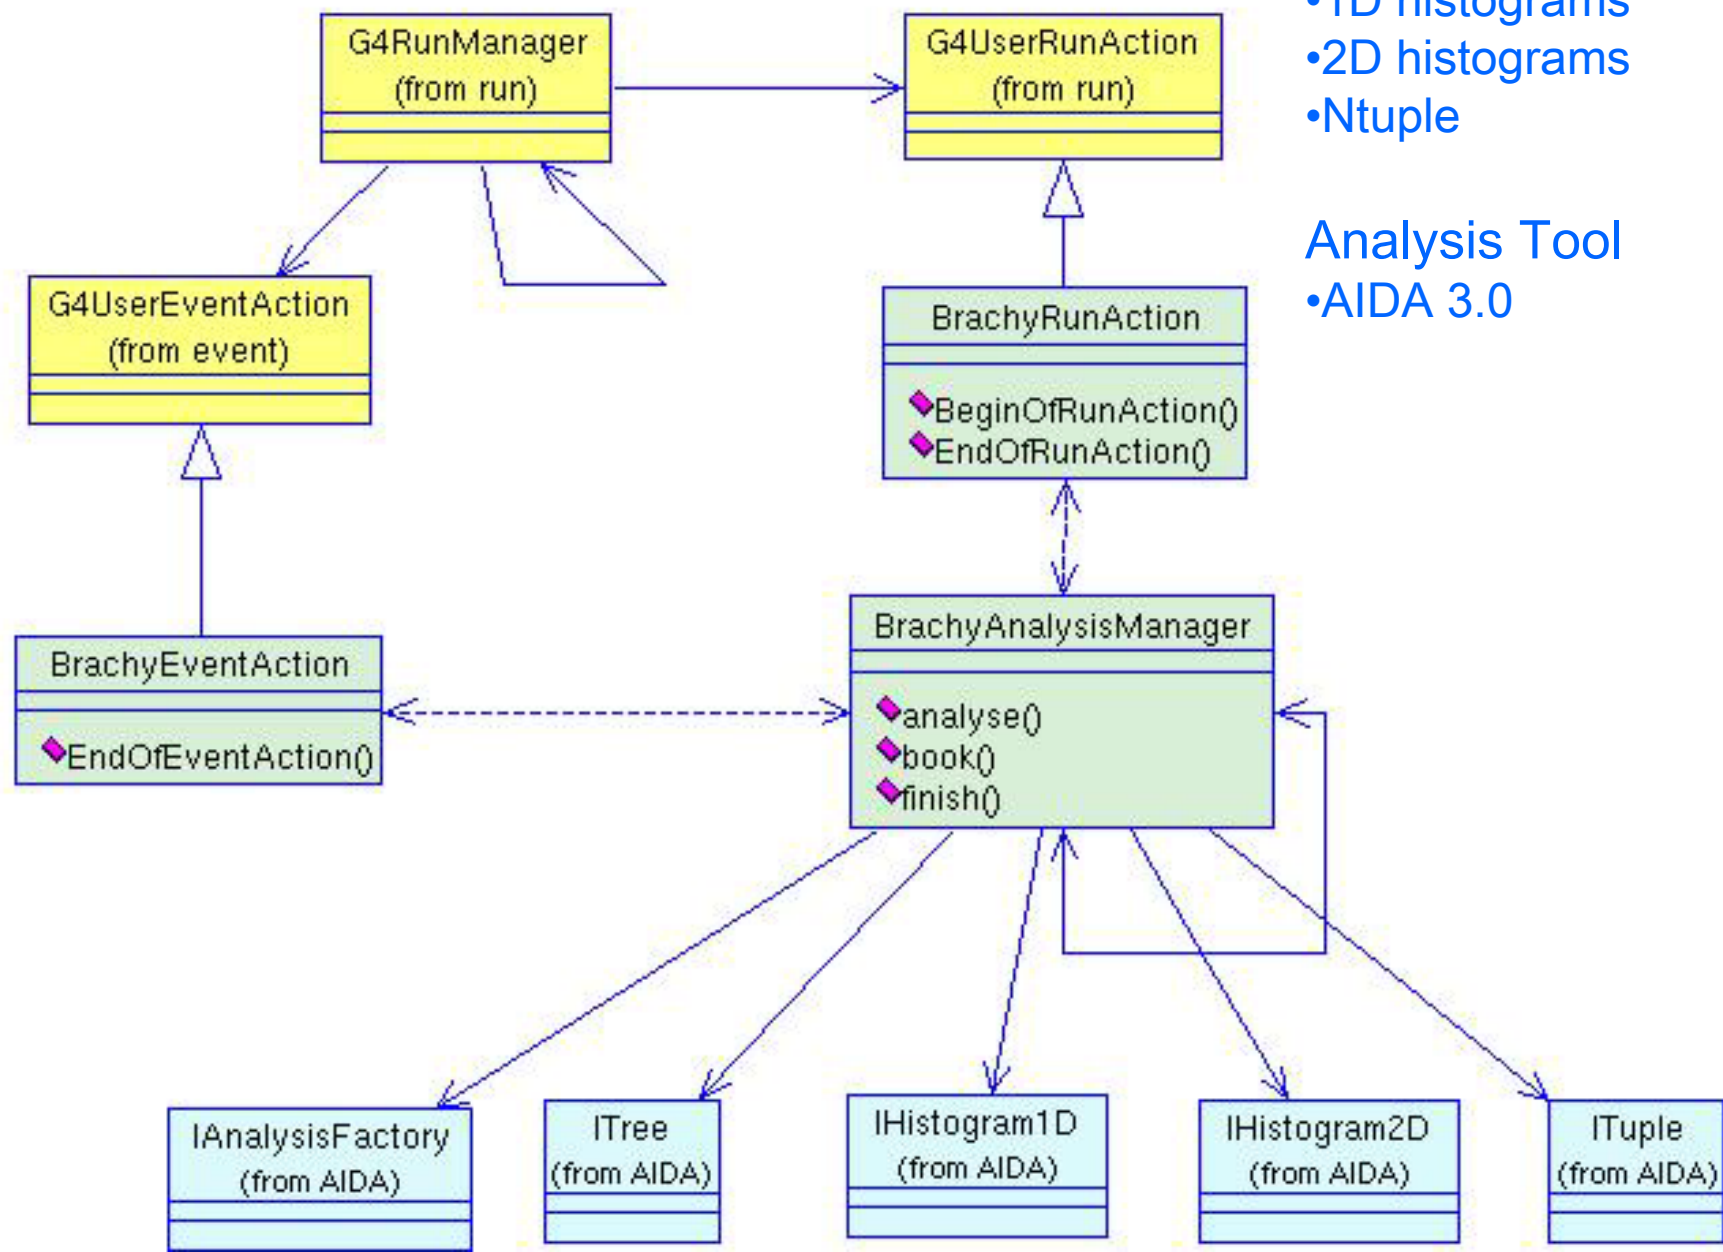 G4RunManager
(from run)
G4UserRunAction
(from run)
•1D histograms
•2D histograms
•Ntuple
Analysis Tool
•AIDA 3.0
G4UserEventAction
(from event)
BrachyRunAction
BeginOfRunAction()
EndOfRunAction()
BrachyEventAction
EndOfEventAction()
BrachyAnalysisManager
analyse()
book()
finish()
IAnalysisFactory
(from AIDA)
ITree
(from AIDA)
IHistogram1D
(from AIDA)
IHistogram2D
(from AIDA)
ITuple
(from AIDA)